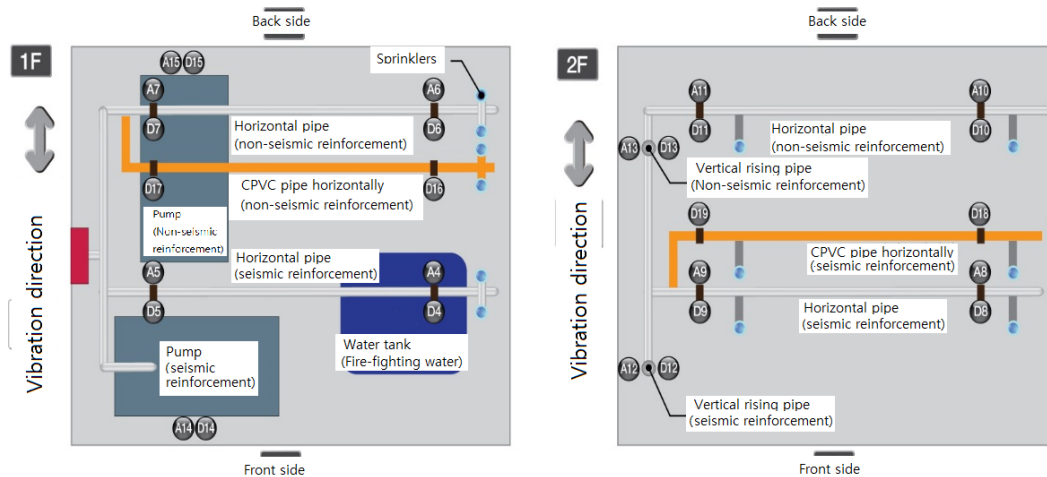 Back side
1F
A15 D15
Sprinklers
A7
A6
D7
D6
Horizontal pipe
(non-seismic reinforcement)
D17
D16
CPVC pipe horizontally
(non-seismic reinforcement)
Pump
(Non-seismic
reinforcement)
Vibration direction
Horizontal pipe
(seismic reinforcement)
A5
A4
D5
D4
Pump
(seismic
reinforcement)
Water tank
(Fire-fighting water)
A14 D14
Front side
Back side
2F
A11
A10
D11
D10
Horizontal pipe
(non-seismic reinforcement)
A13 D13
Vertical rising pipe
(Non-seismic reinforcement)
D19
D18
CPVC pipe horizontally
(-seismic reinforcement)
Vibration direction
A9
A8
D9
D8
Horizontal pipe
(seismic reinforcement)
A12 D12
Vertical rising pipe
(seismic reinforcement)
Front side